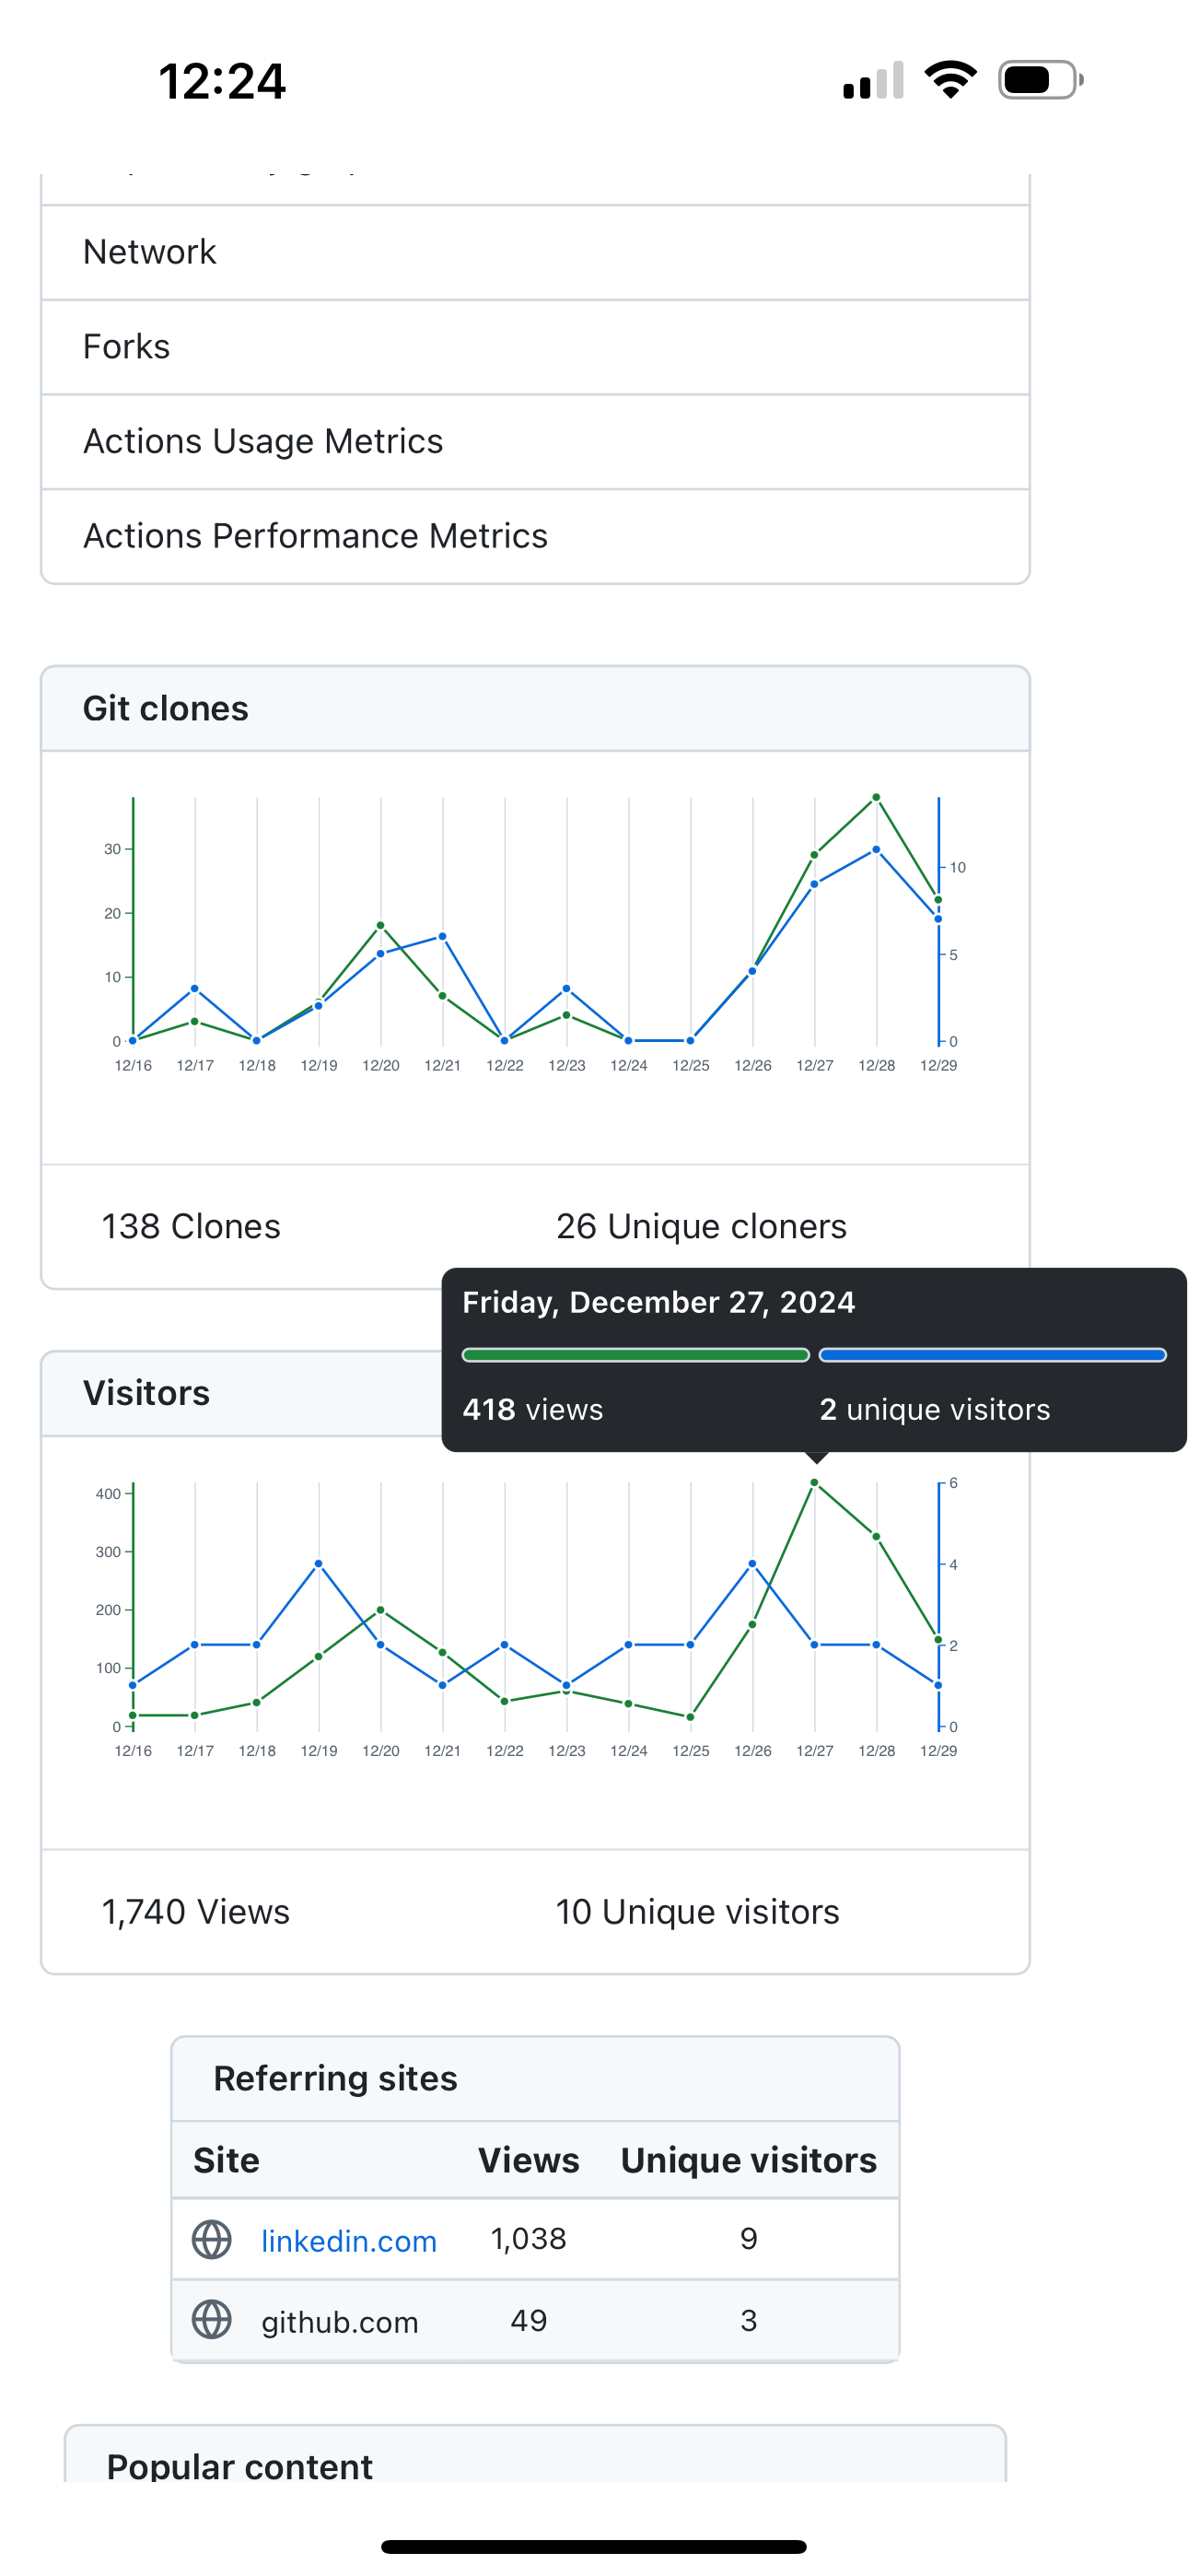 12:24
Network
Forks
Actions Usage Metrics
Actions Performance Metrics
Git clones
30
20
10
0
10
5
0
12/16 12/17 12/18 12/19 12/20 12/21 12/22 12/23 12/24 12/25 12/26 12/27 12/28 12/29
138 Clones 26 Unique cloners
Friday, December 27, 2024
418 views 2 unique visitors
Visitors
400
300
200
100
0
6
4
2
0
12/16 12/17 12/18 12/19 12/20 12/21 12/22 12/23 12/24 12/25 12/26 12/27 12/28 12/29
1,740 Views 10 Unique visitors
Referring sites
Site Views Unique visitors
linkedin.com 1,038 9
github.com 49 3
Popular content